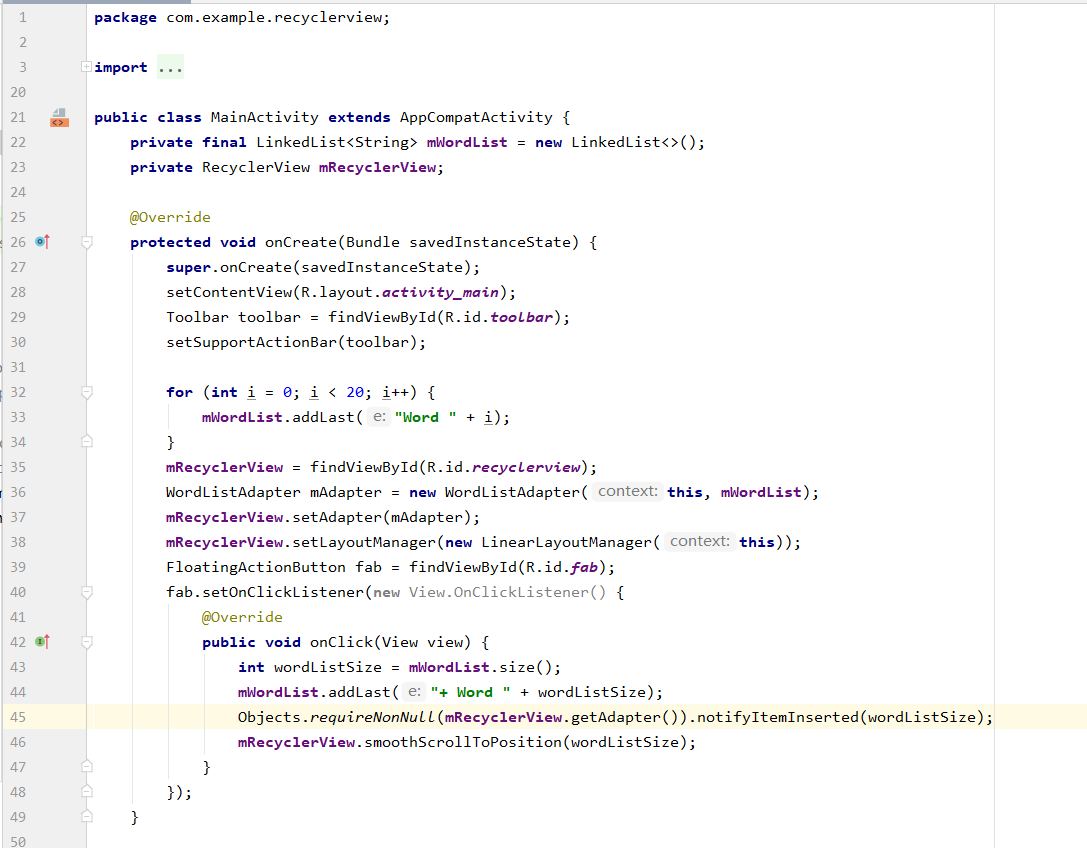 1 package com.example.recyclerview;
2
3 import ...
20
21 public class MainActivity extends AppCompatActivity {
22     private final LinkedList<String> mWordList = new LinkedList<>();
23     private RecyclerView mRecyclerView;
24
25     @Override
26     protected void onCreate(Bundle savedInstanceState) {
27         super.onCreate(savedInstanceState);
28         setContentView(R.layout.activity_main);
29         Toolbar toolbar = findViewById(R.id.toolbar);
30         setSupportActionBar(toolbar);
31
32         for (int i = 0; i < 20; i++) {
33             mWordList.addLast( e: "Word " + i);
34         }
35         mRecyclerView = findViewById(R.id.recyclerview);
36         WordListAdapter mAdapter = new WordListAdapter( context: this, mWordList);
37         mRecyclerView.setAdapter(mAdapter);
38         mRecyclerView.setLayoutManager(new LinearLayoutManager( context: this));
39         FloatingActionButton fab = findViewById(R.id.fab);
40         fab.setOnClickListener(new View.OnClickListener() {
41             @Override
42             public void onClick(View view) {
43                 int wordListSize = mWordList.size();
44                 mWordList.addLast( e: "+ Word " + wordListSize);
45                 Objects.requireNonNull(mRecyclerView.getAdapter()).notifyItemInserted(wordListSize);
46                 mRecyclerView.smoothScrollToPosition(wordListSize);
47             }
48         });
49     }
50